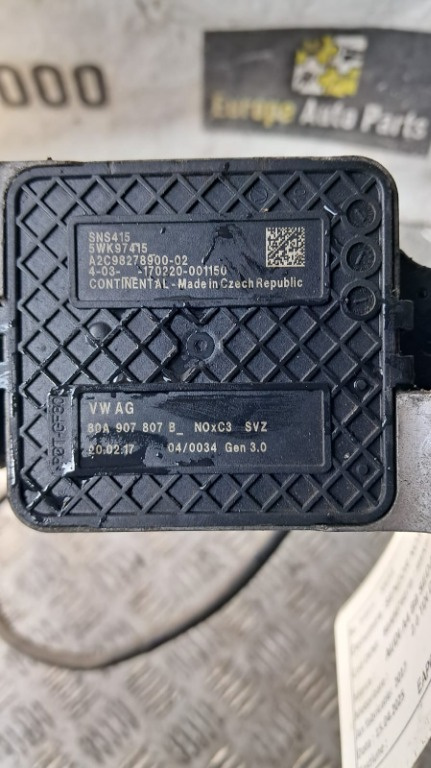 000
Europe Auto Parts
SNS415
5WK97415
A2C98278900-02
4-03- -170220-001150
CONTINENTAL - Made in Czech Republic
VW AG
80A 907 807 B_ NOxC3 SVZ
20.02.17 04/0034 Gen 3.0